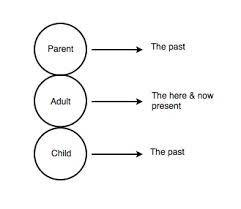 Parent
The past
Adult
The here & now
present
Child
The past